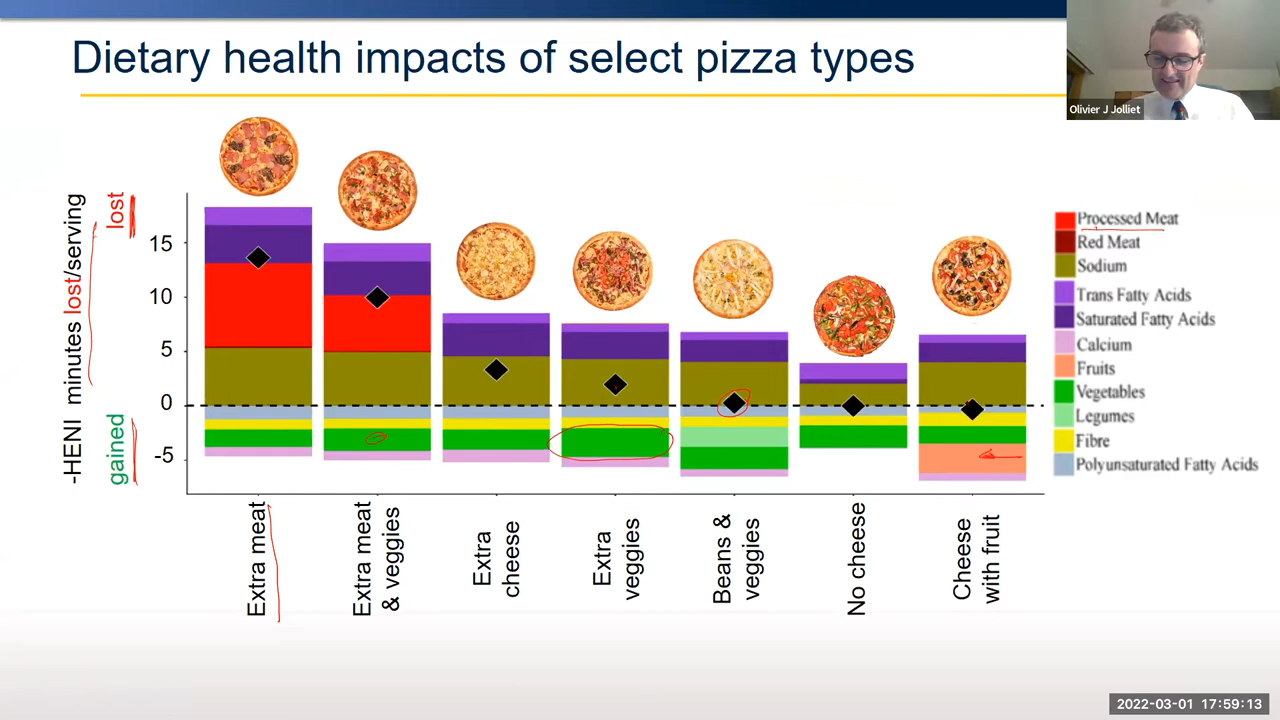 Dietary health impacts of select pizza types
Olivier J Jolliet
-HENI minutes lost/serving
gained
lost
15
10
5
0
-5
Extra meat
Extra meat
& veggies
Extra
cheese
Extra
veggies
Beans &
veggies
No cheese
Cheese
with fruit
Processed Meat
Red Meat
Sodium
Trans Fatty Acids
Saturated Fatty Acids
Calcium
Fruits
Vegetables
Legumes
Fibre
Polyunsaturated Fatty Acids
2022-03-01 17:59:13